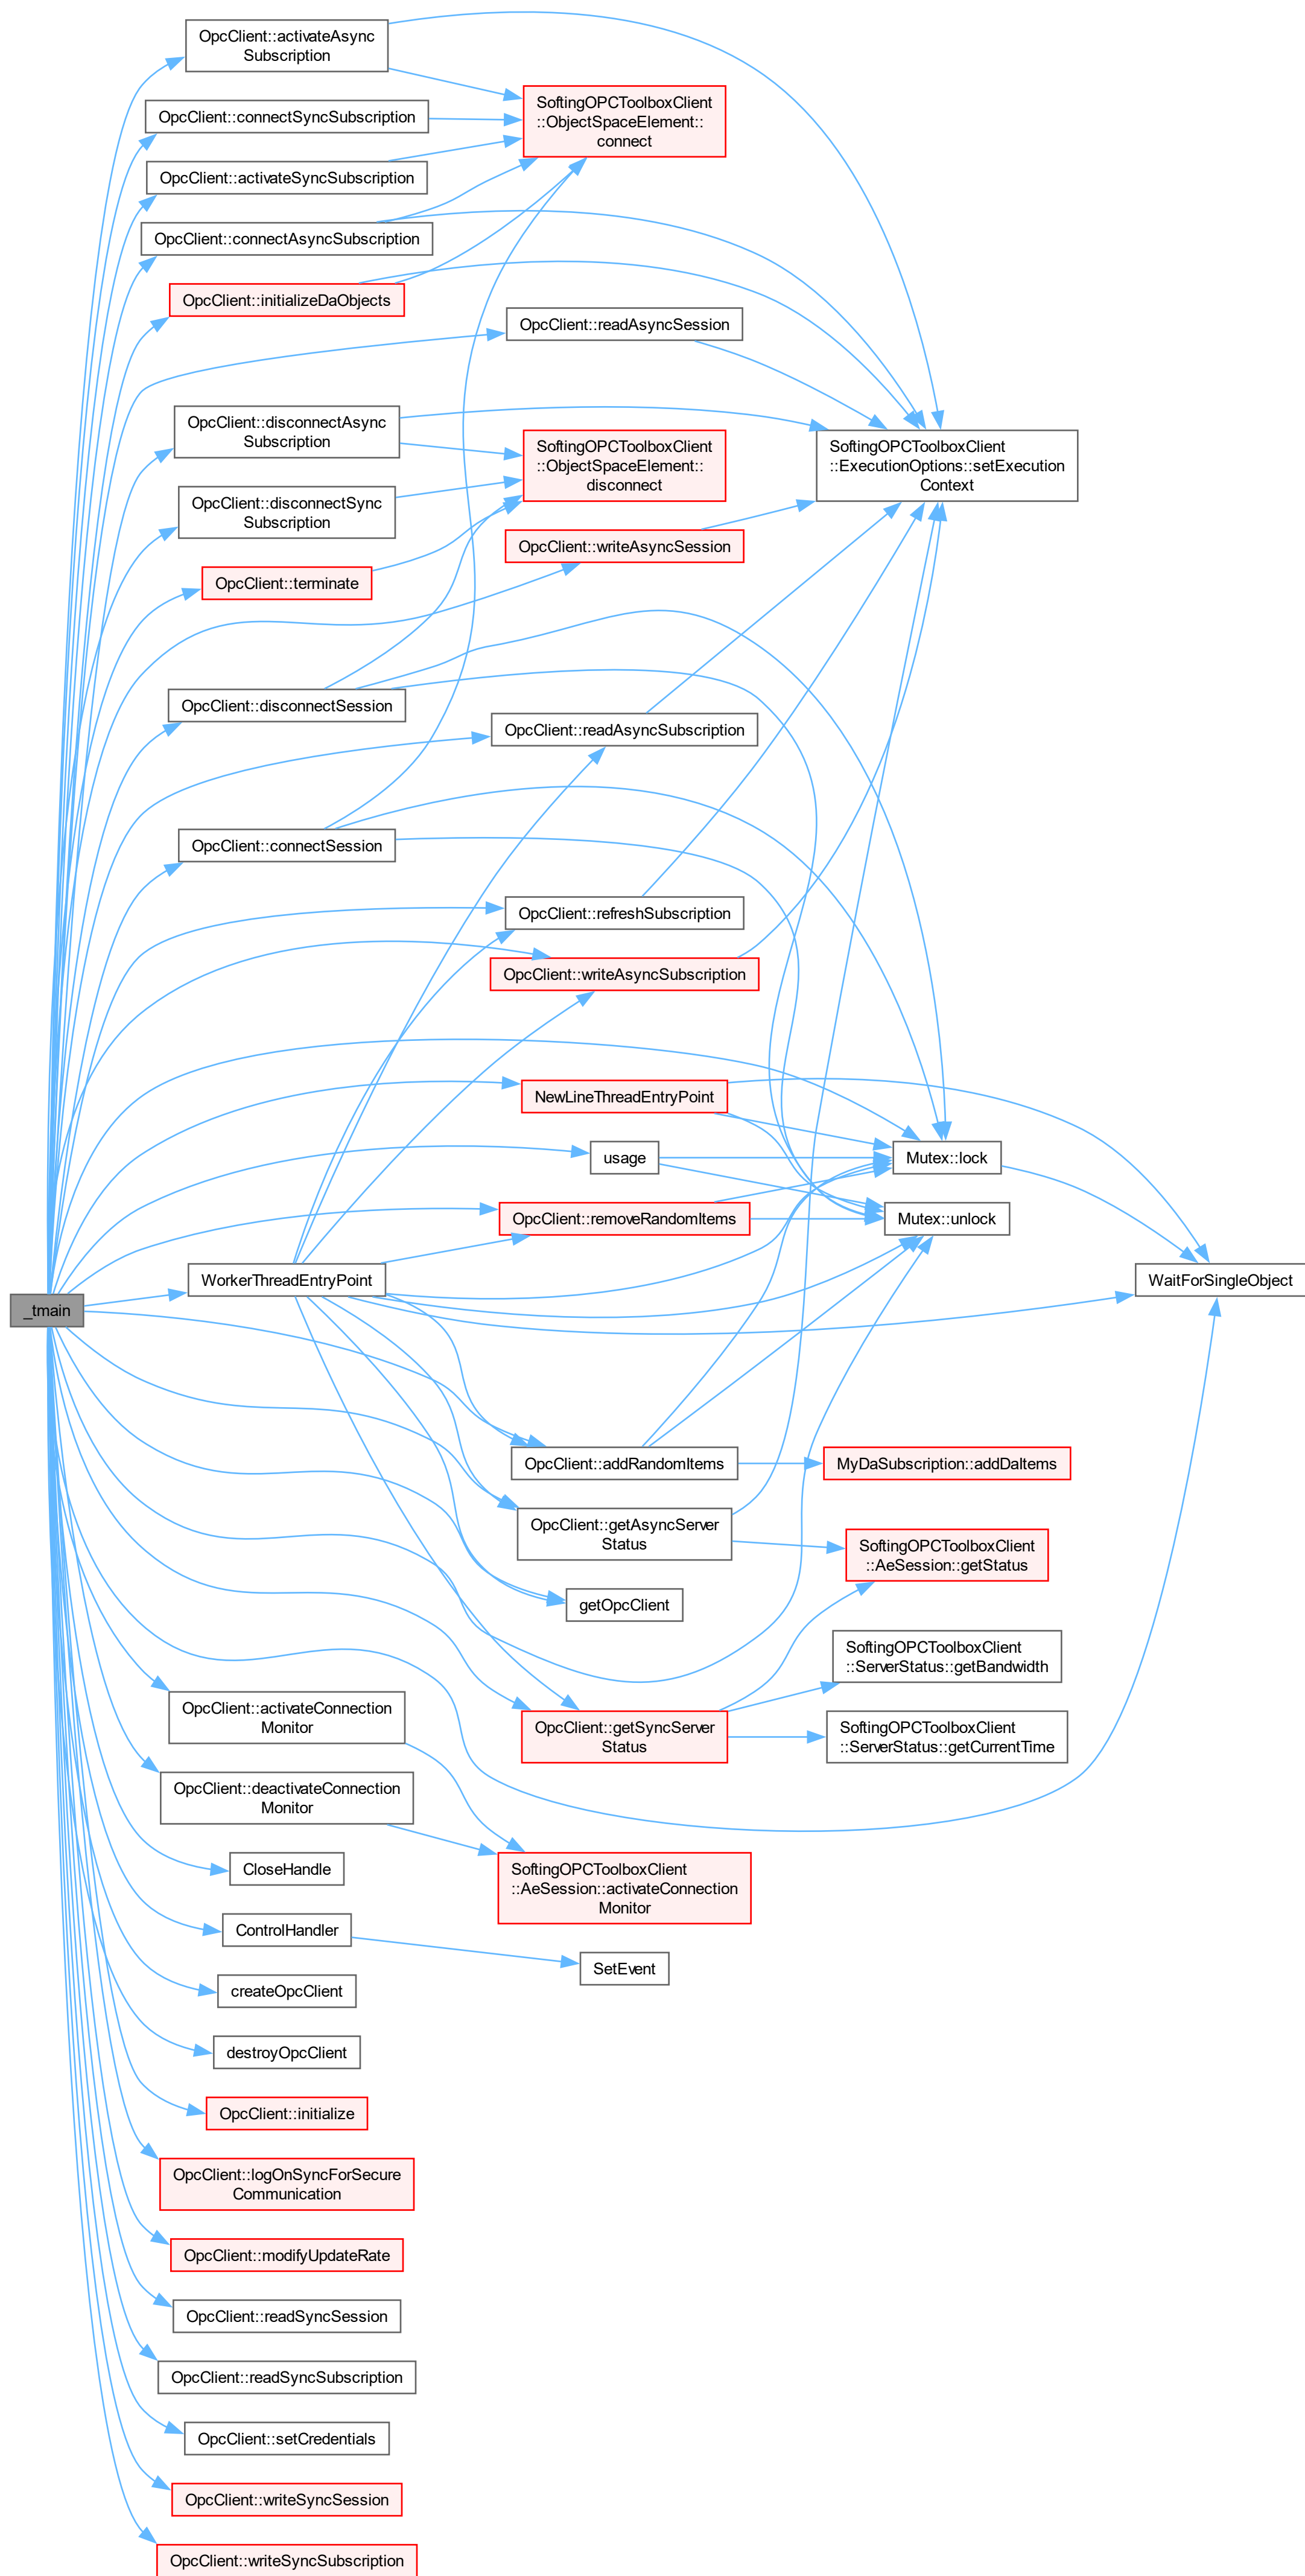 OpcClient::activateAsync
Subscription
OpcClient::connectSyncSubscription
SoftingOPCToolboxClient
::ObjectSpaceElement::
connect
OpcClient::activateSyncSubscription
OpcClient::connectAsyncSubscription
OpcClient::initializeDaObjects
OpcClient::readAsyncSession
OpcClient::disconnectAsync
Subscription
SoftingOPCToolboxClient
::ObjectSpaceElement::
disconnect
SoftingOPCToolboxClient
::ExecutionOptions::setExecution
Context
OpcClient::disconnectSync
Subscription
OpcClient::writeAsyncSession
OpcClient::terminate
OpcClient::disconnectSession
OpcClient::readAsyncSubscription
OpcClient::connectSession
OpcClient::refreshSubscription
OpcClient::writeAsyncSubscription
NewLineThreadEntryPoint
usage
Mutex::lock
OpcClient::removeRandomItems
Mutex::unlock
WorkerThreadEntryPoint
WaitForSingleObject
_tmain
OpcClient::addRandomItems
MyDaSubscription::addDaItems
OpcClient::getAsyncServer
Status
SoftingOPCToolboxClient
::AeSession::getStatus
getOpcClient
SoftingOPCToolboxClient
::ServerStatus::getBandwidth
OpcClient::activateConnection
Monitor
OpcClient::getSyncServer
Status
SoftingOPCToolboxClient
::ServerStatus::getCurrentTime
OpcClient::deactivateConnection
Monitor
CloseHandle
SoftingOPCToolboxClient
::AeSession::activateConnection
Monitor
ControlHandler
SetEvent
createOpcClient
destroyOpcClient
OpcClient::initialize
OpcClient::logOnSyncForSecure
Communication
OpcClient::modifyUpdateRate
OpcClient::readSyncSession
OpcClient::readSyncSubscription
OpcClient::setCredentials
OpcClient::writeSyncSession
OpcClient::writeSyncSubscription